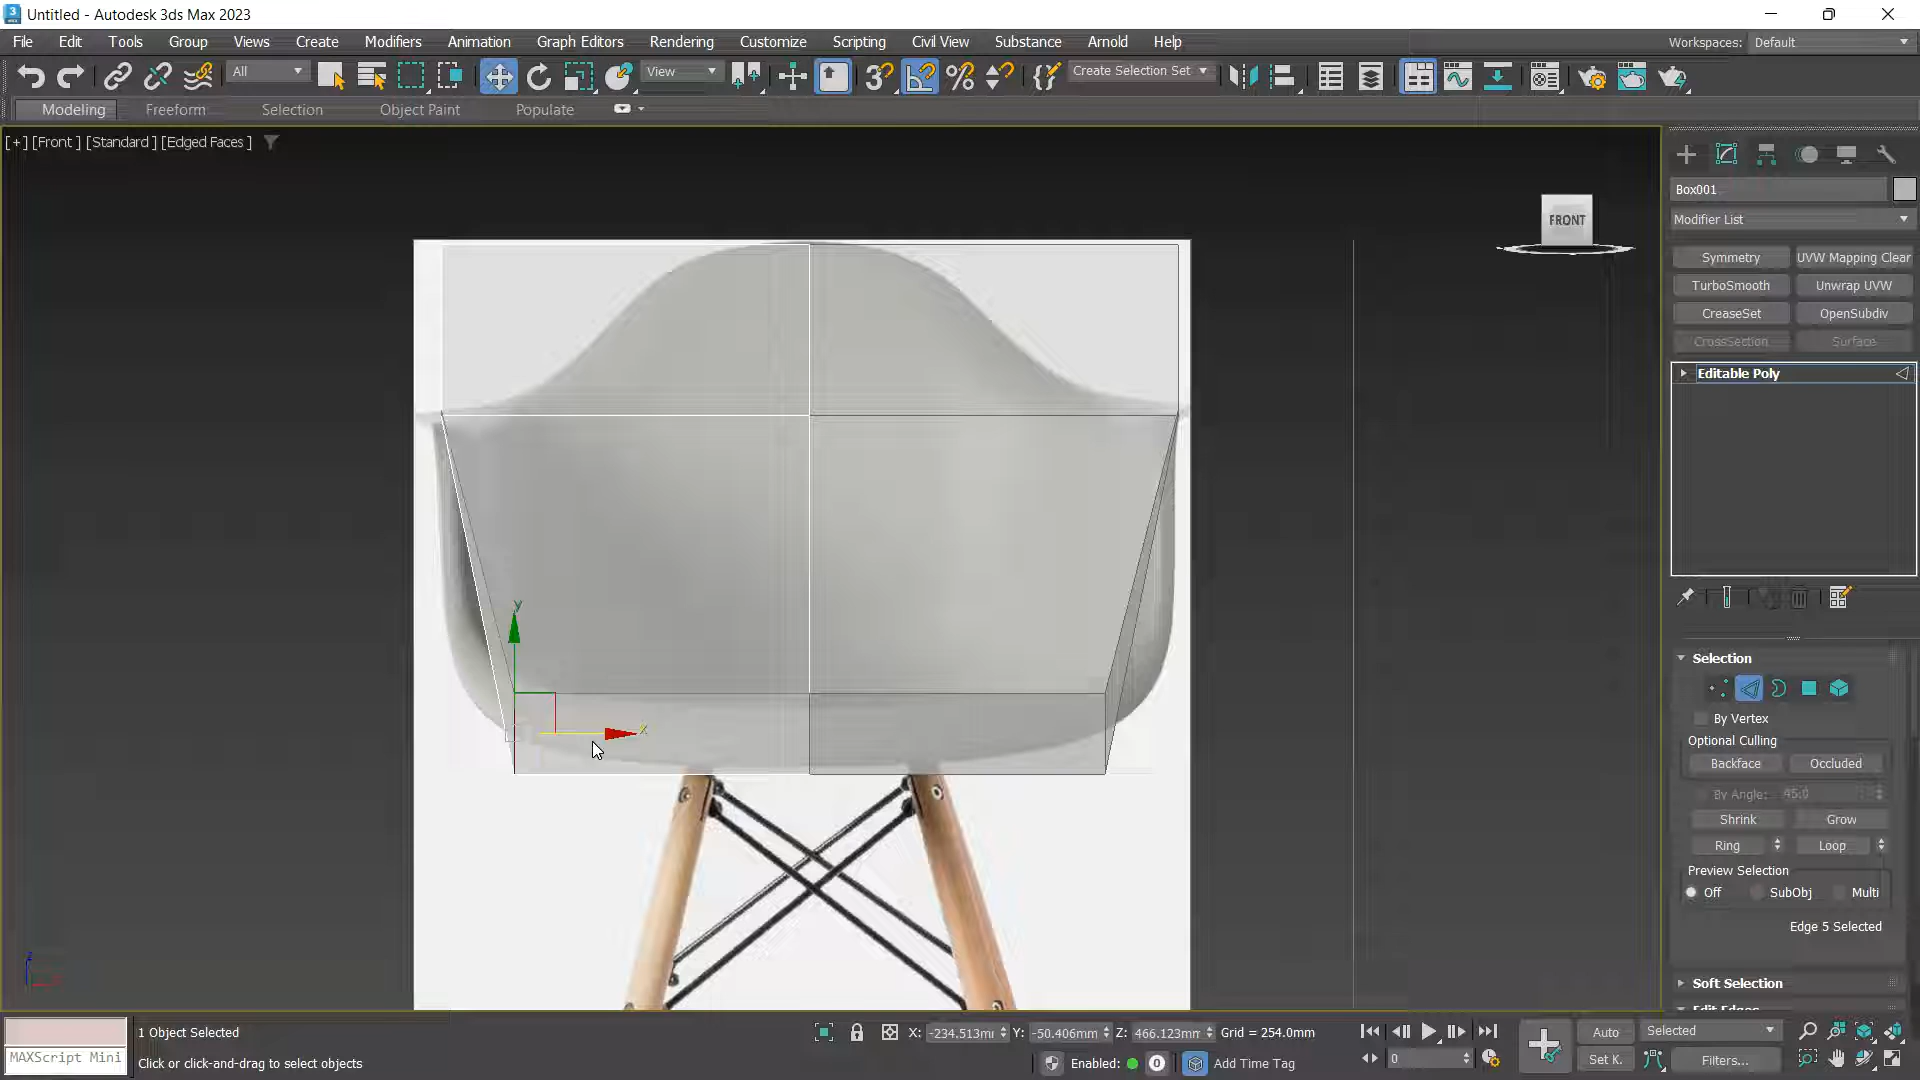 Untitled - Autodesk 3ds Max 2023
File Edit Tools Group Views Create Modifiers Animation Graph Editors Rendering Customize Scripting Civil View Substance Arnold Help
Workspaces: Default
All
View
Create Selection Set
Modeling Freeform Selection Object Paint Populate
[+] [Front ] [Standard ] [Edged Faces ]
FRONT
Box001
Modifier List
Symmetry UVW Mapping Clear
TurboSmooth Unwrap UVW
CreaseSet OpenSubdiv
CrossSection Surface
Editable Poly
Selection
By Vertex
Optional Culling
Backface Occluded
By Angle: 45.0
Shrink Grow
Ring Loop
Preview Selection
Off SubObj Multi
Edge 5 Selected
Soft Selection
Edit Edges
y
x
z
MAXScript Mini
1 Object Selected
Click or click-and-drag to select objects
X: -234.513mm Y: -50.406mm Z: 466.123mm Grid = 254.0mm
Enabled: 0 Add Time Tag
0
Auto Selected
Set K. Filters...